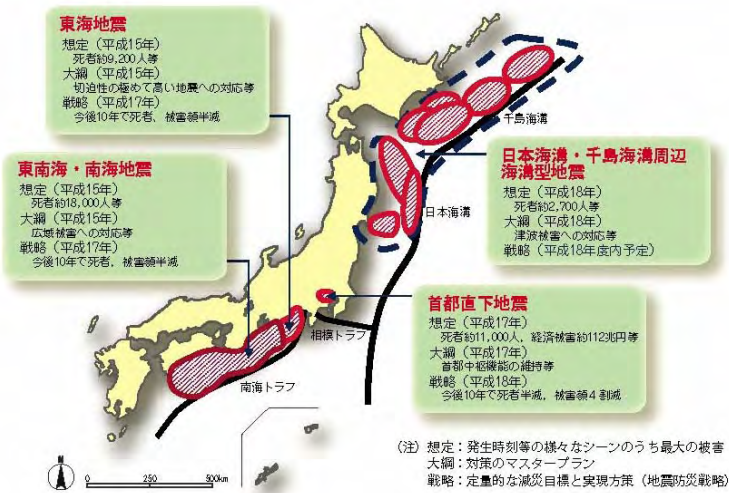 東海地震
想定（平成15年）
死者約9,200人等
大綱（平成15年）
切迫性の極めて高い地震への対応等
戦略（平成17年）
今後10年で死者、被害額半減
東南海・南海地震
想定（平成15年）
死者約18,000人等
大綱（平成15年）
広域被害への対応等
戦略（平成17年）
今後10年で死者、被害額半減
千島海溝
日本海溝・千島海溝周辺
海溝型地震
想定（平成18年）
死者約2,700人等
大綱（平成18年）
津波被害への対応等
戦略（平成18年度内予定）
日本海溝
首都直下地震
想定（平成17年）
死者約11,000人，経済被害約112兆円等
大綱（平成17年）
首都中枢機能の維持等
戦略（平成18年）
今後10年で死者半減，被害額4割減
相模トラフ
南海トラフ
N
0 250 500km
（注）想定：発生時刻等の様々なシーンのうち最大の被害
大綱：対策のマスタープラン
戦略：定量的な減災目標と実現方策（地震防災戦略）